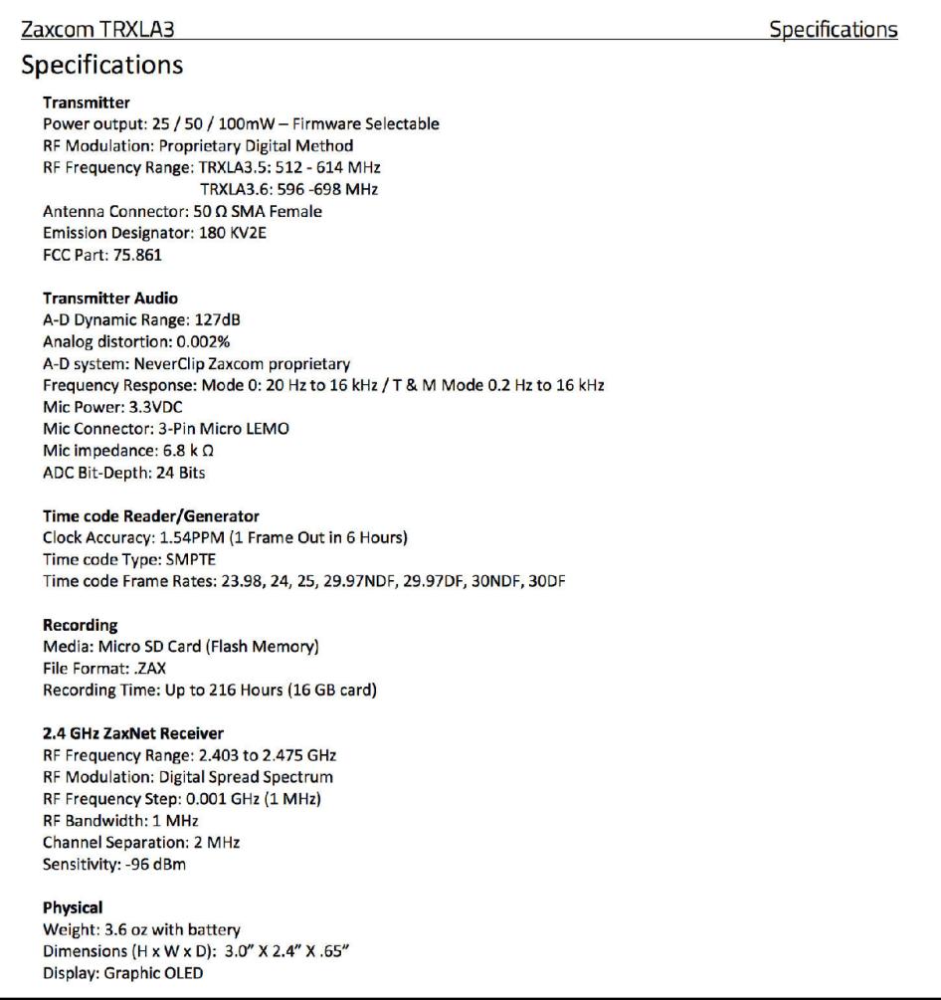 Zaxcom TRXLA3 Specifications
Specifications
Transmitter
Power output: 25 / 50 / 100mW – Firmware Selectable
RF Modulation: Proprietary Digital Method
RF Frequency Range: TRXLA3.5: 512 - 614 MHz
TRXLA3.6: 596 -698 MHz
Antenna Connector: 50 Ω SMA Female
Emission Designator: 180 KV2E
FCC Part: 75.861
Transmitter Audio
A-D Dynamic Range: 127dB
Analog distortion: 0.002%
A-D system: NeverClip Zaxcom proprietary
Frequency Response: Mode 0: 20 Hz to 16 kHz / T & M Mode 0.2 Hz to 16 kHz
Mic Power: 3.3VDC
Mic Connector: 3-Pin Micro LEMO
Mic impedance: 6.8 k Ω
ADC Bit-Depth: 24 Bits
Time code Reader/Generator
Clock Accuracy: 1.54PPM (1 Frame Out in 6 Hours)
Time code Type: SMPTE
Time code Frame Rates: 23.98, 24, 25, 29.97NDF, 29.97DF, 30NDF, 30DF
Recording
Media: Micro SD Card (Flash Memory)
File Format: .ZAX
Recording Time: Up to 216 Hours (16 GB card)
2.4 GHz ZaxNet Receiver
RF Frequency Range: 2.403 to 2.475 GHz
RF Modulation: Digital Spread Spectrum
RF Frequency Step: 0.001 GHz (1 MHz)
RF Bandwidth: 1 MHz
Channel Separation: 2 MHz
Sensitivity: -96 dBm
Physical
Weight: 3.6 oz with battery
Dimensions (H x W x D): 3.0” X 2.4” X .65”
Display: Graphic OLED